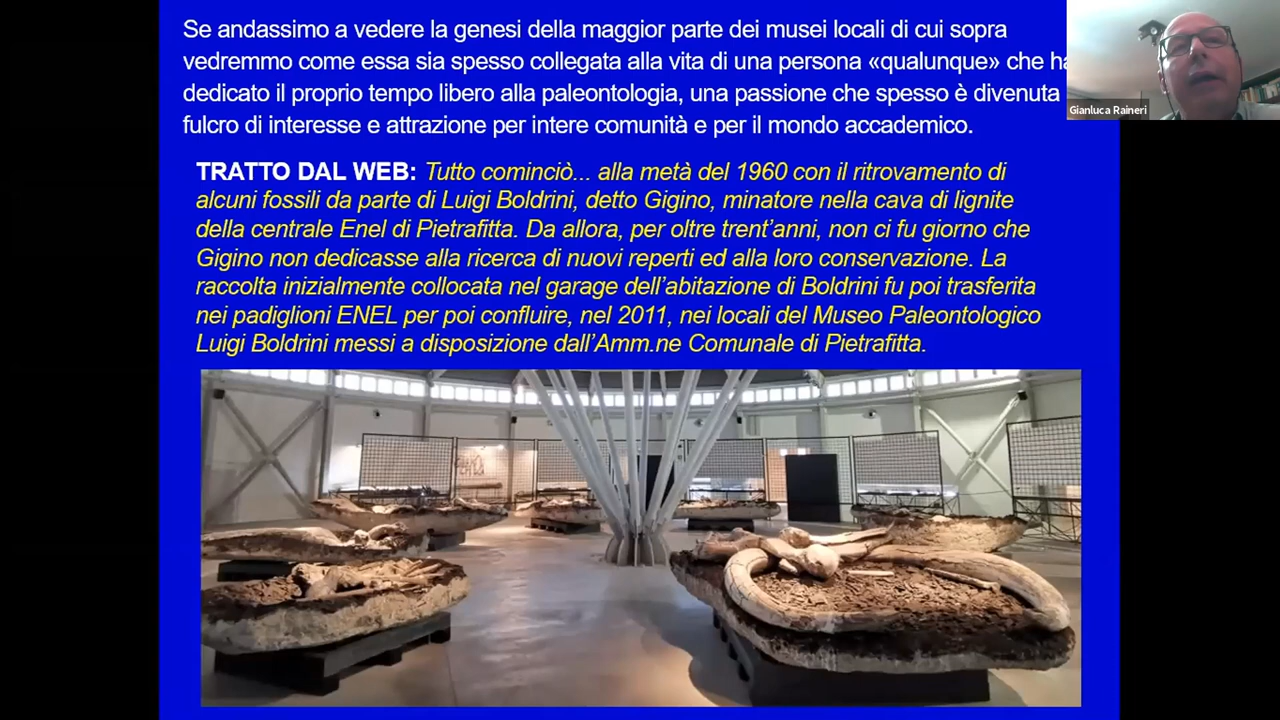 Se andassimo a vedere la genesi della maggior parte dei musei locali di cui sopra
vedremmo come essa sia spesso collegata alla vita di una persona «qualunque» che ha
dedicato il proprio tempo libero alla paleontologia, una passione che spesso è divenuta
fulcro di interesse e attrazione per intere comunità e per il mondo accademico.
Gianluca Raineri
TRATTO DAL WEB: Tutto cominciò... alla metà del 1960 con il ritrovamento di
alcuni fossili da parte di Luigi Boldrini, detto Gigino, minatore nella cava di lignite
della centrale Enel di Pietrafitta. Da allora, per oltre trent’anni, non ci fu giorno che
Gigino non dedicasse alla ricerca di nuovi reperti ed alla loro conservazione. La
raccolta inizialmente collocata nel garage dell’abitazione di Boldrini fu poi trasferita
nei padiglioni ENEL per poi confluire, nel 2011, nei locali del Museo Paleontologico
Luigi Boldrini messi a disposizione dall’Amm.ne Comunale di Pietrafitta.